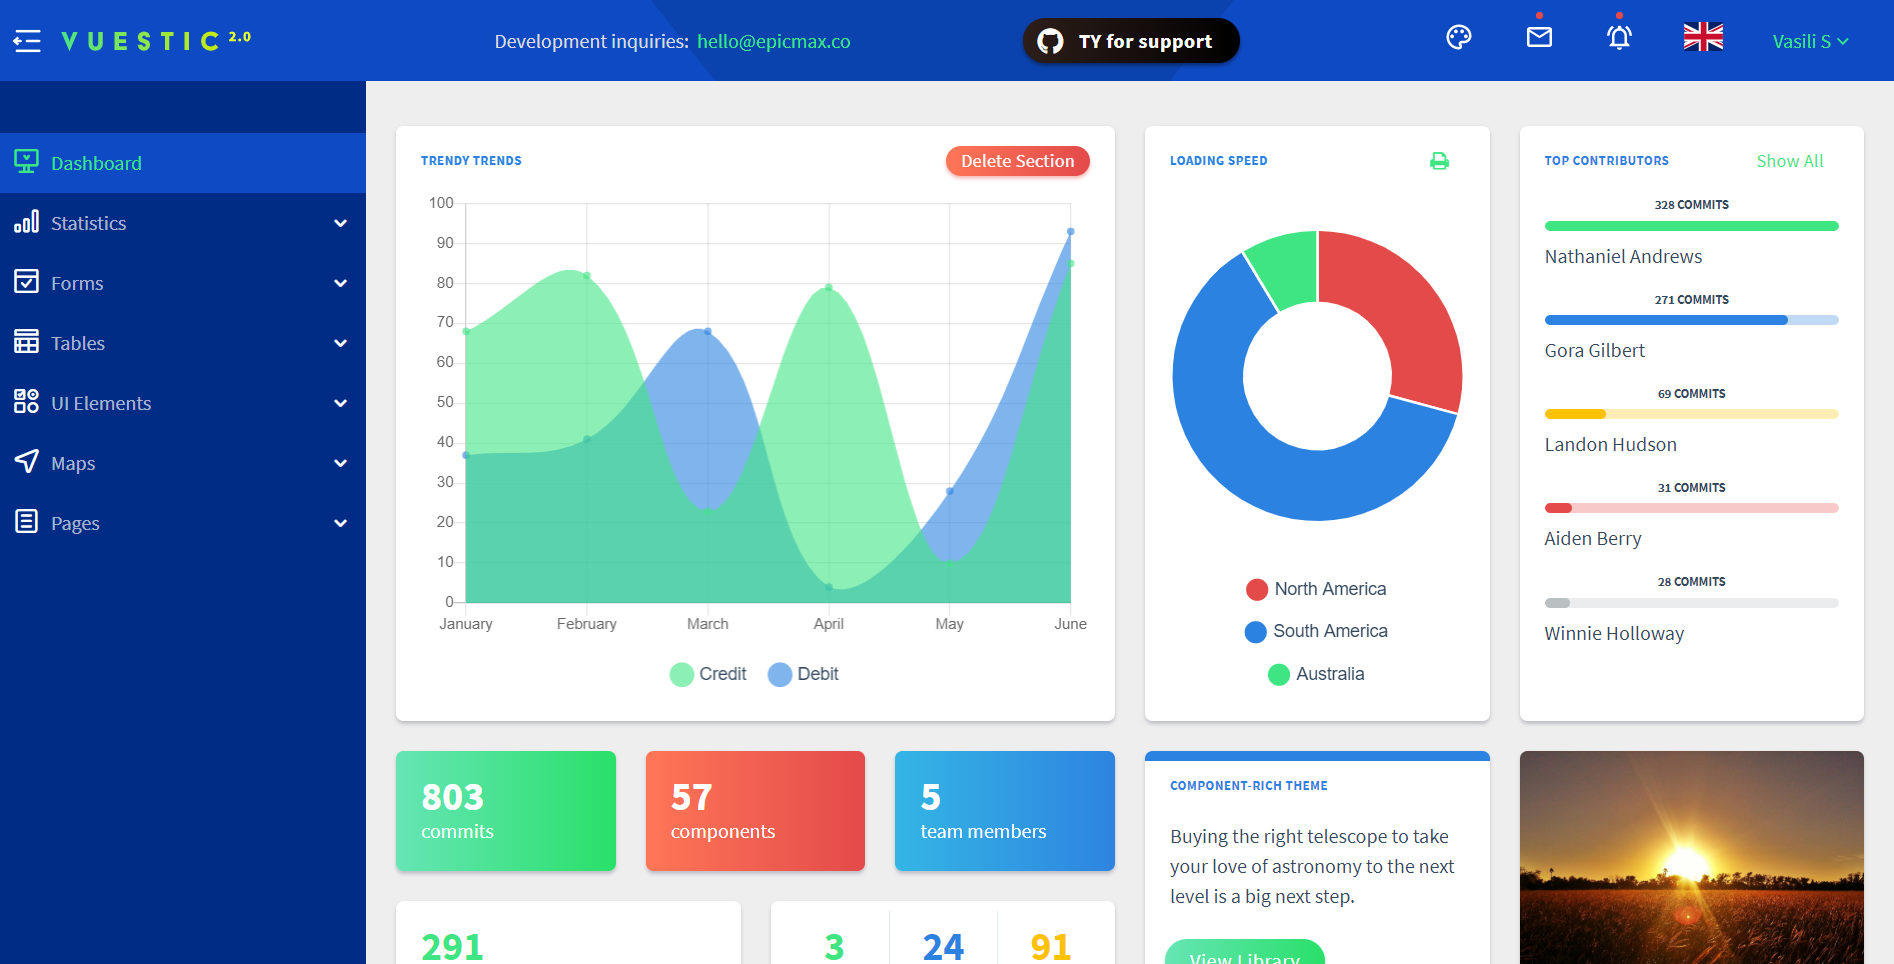 VUESTIC 2.0
Development inquiries: hello@epicmax.co
TY for support
Vasili S
Dashboard
Statistics
Forms
Tables
UI Elements
Maps
Pages
TRENDY TRENDS
Delete Section
100
90
80
70
60
50
40
30
20
10
0
January February March April May June
Credit Debit
LOADING SPEED
North America
South America
Australia
TOP CONTRIBUTORS
Show All
328 COMMITS
Nathaniel Andrews
271 COMMITS
Gora Gilbert
69 COMMITS
Landon Hudson
31 COMMITS
Aiden Berry
28 COMMITS
Winnie Holloway
803
commits
57
components
5
team members
291
3
24
91
COMPONENT-RICH THEME
Buying the right telescope to take
your love of astronomy to the next
level is a big next step.
View Library